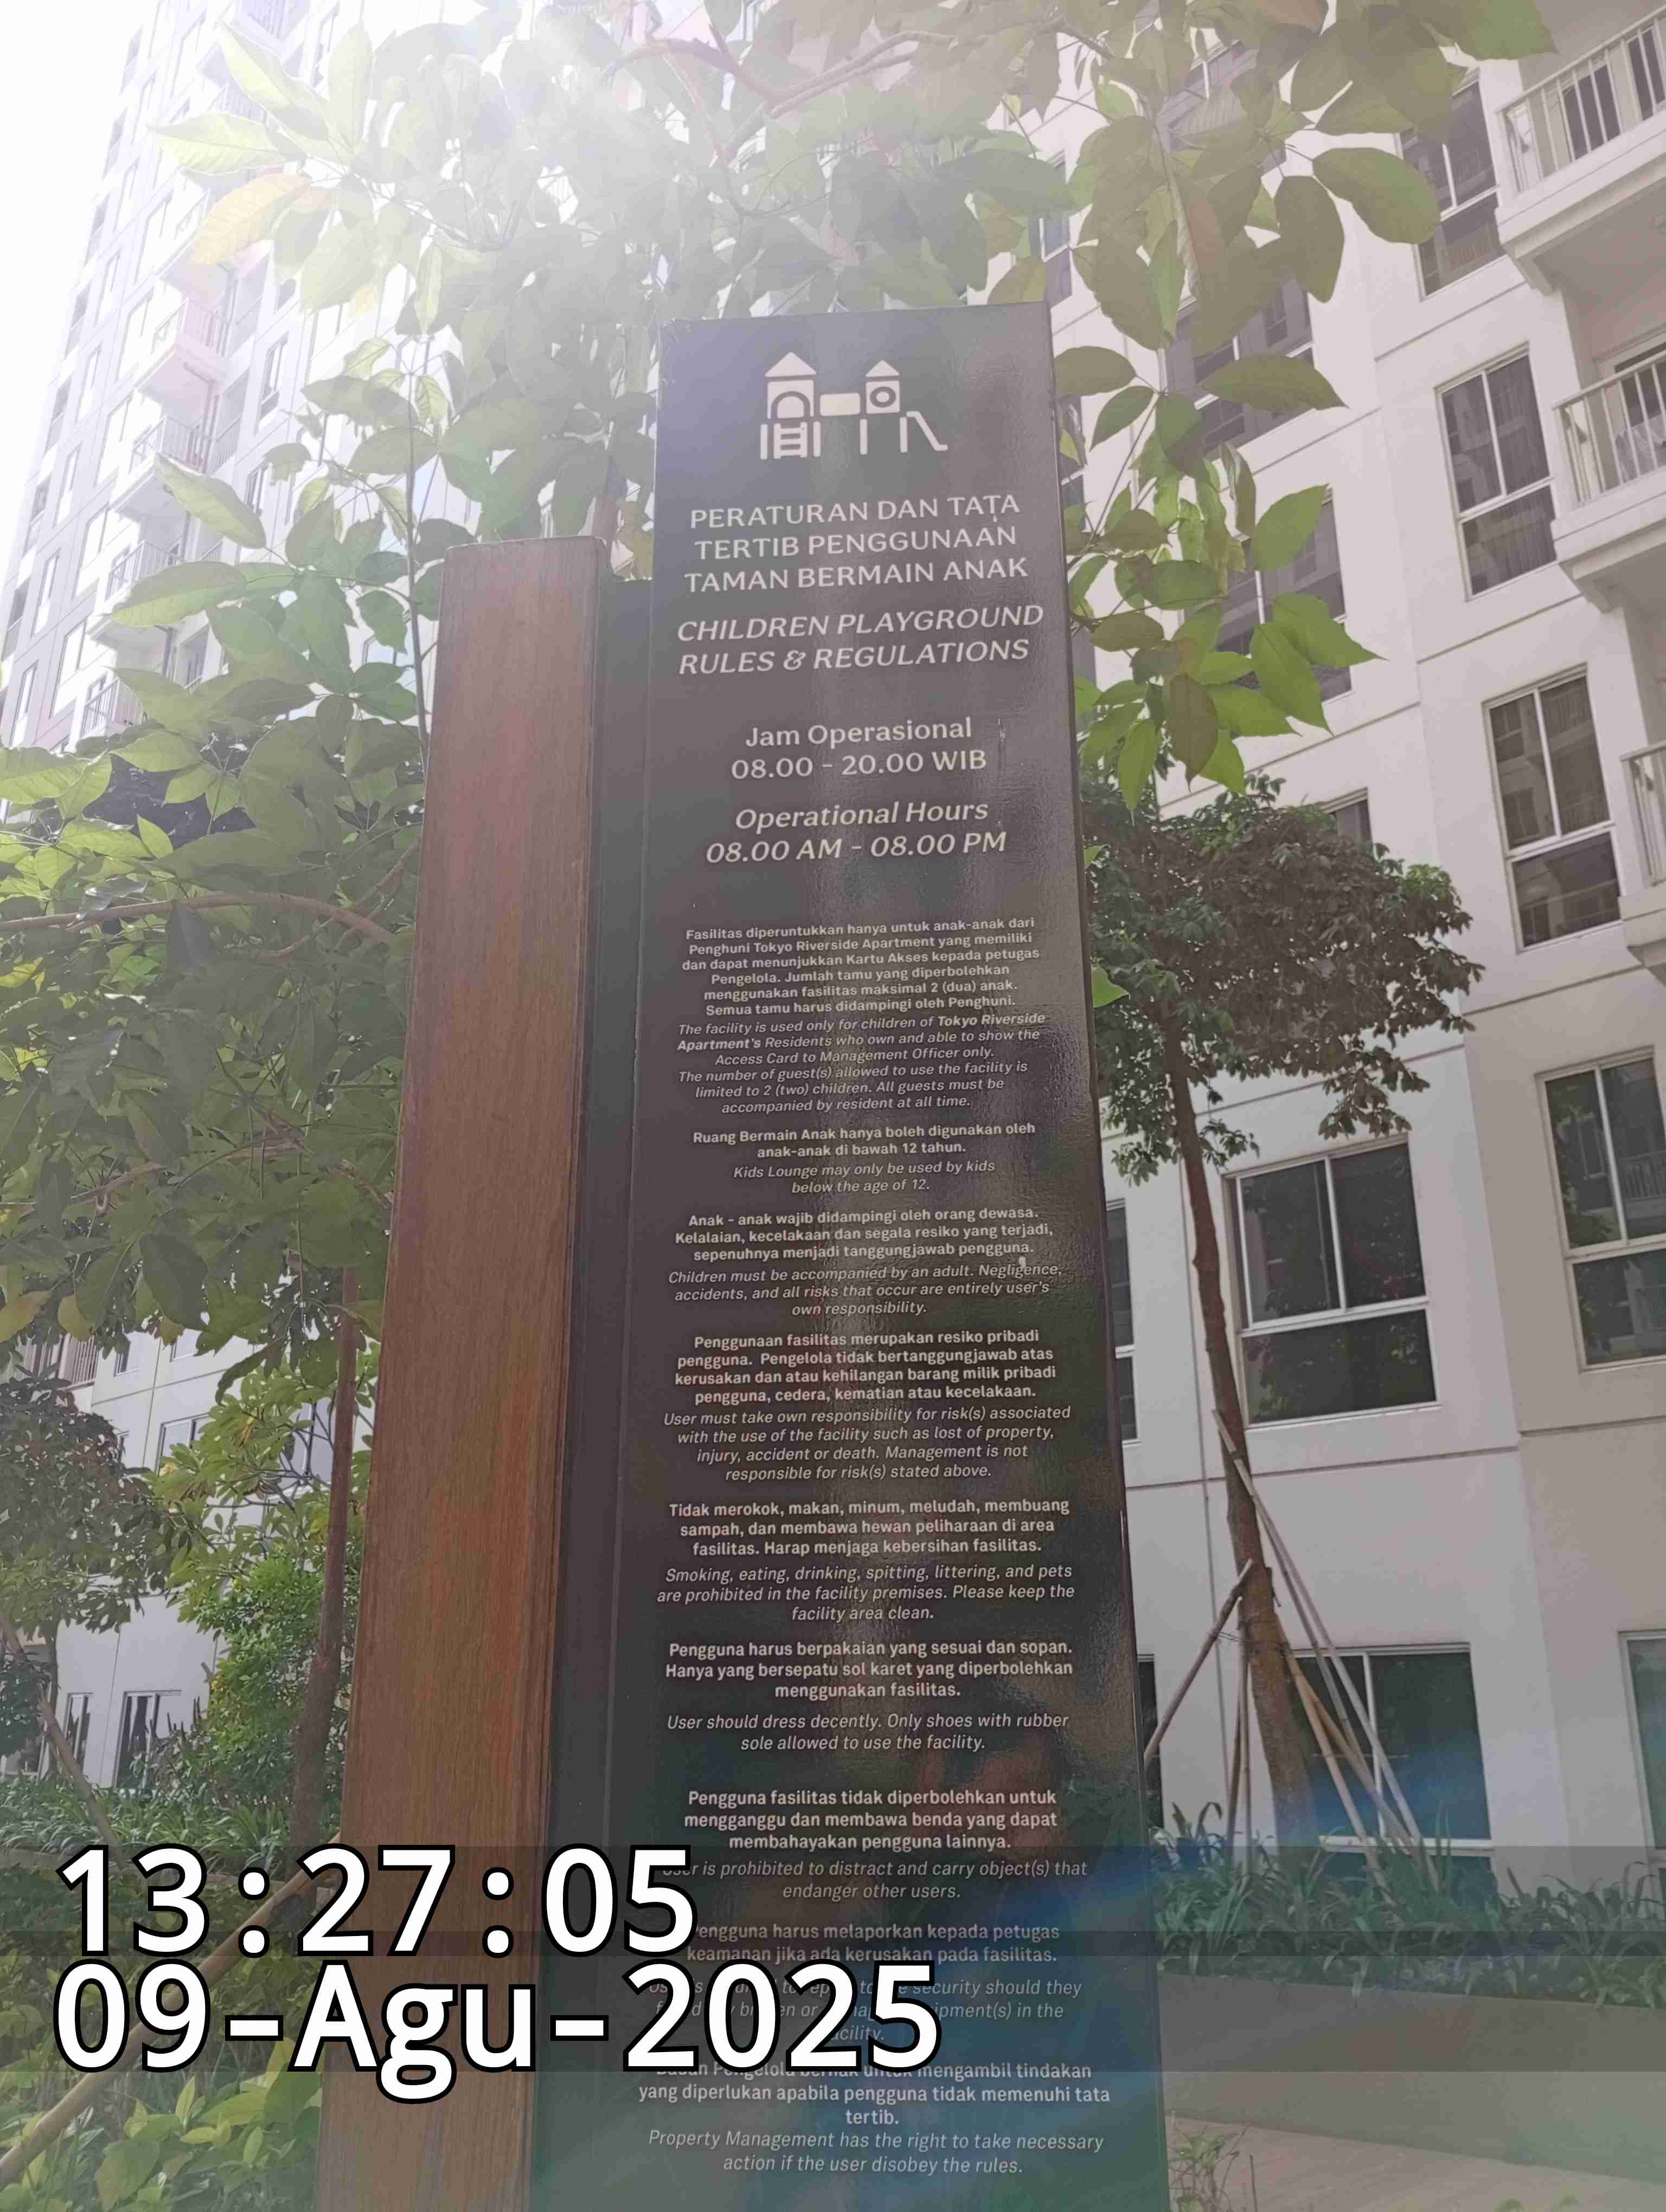 PERATURAN DAN TATA
TERTIB PENGGUNAAN
TAMAN BERMAIN ANAK
CHILDREN PLAYGROUND
RULES & REGULATIONS
Jam Operasional
08.00 - 20.00 WIB
Operational Hours
08.00 AM - 08.00 PM
Fasilitas diperuntukkan hanya untuk anak-anak dari
Penghuni Tokyo Riverside Apartment yang memiliki
dan dapat menunjukkan Kartu Akses kepada petugas
Pengelola. Jumlah tamu yang diperbolehkan
menggunakan fasilitas maksimal 2 (dua) anak.
Semua tamu harus didampingi oleh Penghuni.
The facility is used only for children of Tokyo Riverside
Apartment's Residents who own and able to show the
Access Card to Management Officer only.
The number of guest(s) allowed to use the facility is
limited to 2 (two) children. All guests must be
accompanied by resident at all time.
Ruang Bermain Anak hanya boleh digunakan oleh
anak-anak di bawah 12 tahun.
Kids Lounge may only be used by kids
below the age of 12.
Anak - anak wajib didampingi oleh orang dewasa.
Kelalaian, kecelakaan dan segala resiko yang terjadi,
sepenuhnya menjadi tanggungjawab pengguna.
Children must be accompanied by an adult. Negligence,
accidents, and all risks that occur are entirely user's
own responsibility.
Penggunaan fasilitas merupakan resiko pribadi
pengguna. Pengelola tidak bertanggungjawab atas
kerusakan dan atau kehilangan barang milik pribadi
pengguna, cedera, kematian atau kecelakaan.
User must take own responsibility for risk(s) associated
with the use of the facility such as lost of property,
injury, accident or death. Management is not
responsible for risk(s) stated above.
Tidak merokok, makan, minum, meludah, membuang
sampah, dan membawa hewan peliharaan di area
fasilitas. Harap menjaga kebersihan fasilitas.
Smoking, eating, drinking, spitting, littering, and pets
are prohibited in the facility premises. Please keep the
facility area clean.
Pengguna harus berpakaian yang sesuai dan sopan.
Hanya yang bersepatu sol karet yang diperbolehkan
menggunakan fasilitas.
User should dress decently. Only shoes with rubber
sole allowed to use the facility.
Pengguna fasilitas tidak diperbolehkan untuk
mengganggu dan membawa benda yang dapat
membahayakan pengguna lainnya.
User is prohibited to distract and carry object(s) that
endanger other users.
Pengguna harus melaporkan kepada petugas
keamanan jika ada kerusakan pada fasilitas.
security should they
in the
mengambil tindakan
yang diperlukan apabila pengguna tidak memenuhi tata
tertib.
Property Management has the right to take necessary
action if the user disobey the rules.
13:27:05
09-Agu-2025